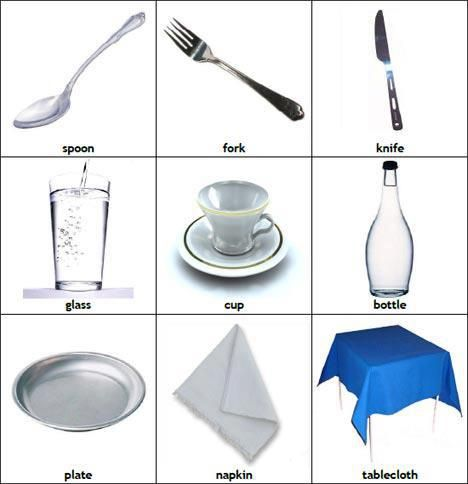 spoon
fork
knife
glass
cup
bottle
plate
napkin
tablecloth